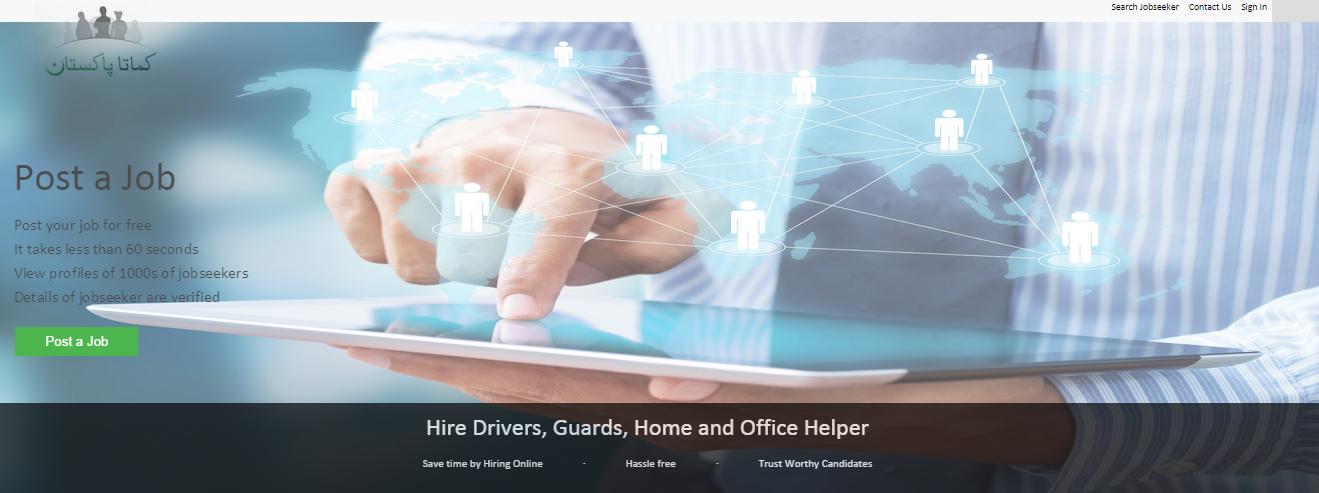 Search Jobseeker Contact Us Sign In
کماتا پاکستان
Post a Job
Post your job for free
It takes less than 60 seconds
View profiles of 1000s of jobseekers
Details of jobseeker are verified
Post a Job
Hire Drivers, Guards, Home and Office Helper
Save time by Hiring Online - Hassle free - Trust Worthy Candidates